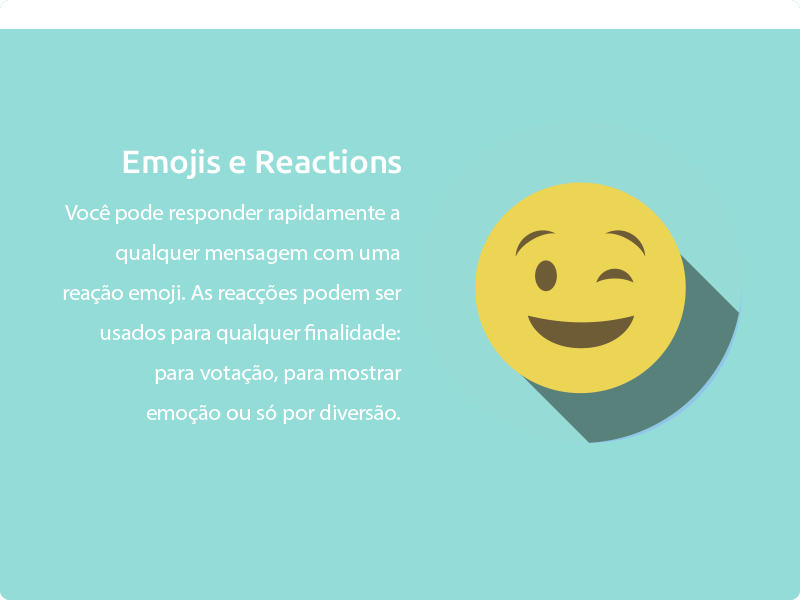 Emojis e Reactions
Você pode responder rapidamente a
qualquer mensagem com uma
reação emoji. As reacções podem ser
usados para qualquer finalidade:
para votação, para mostrar
emoção ou só por diversão.